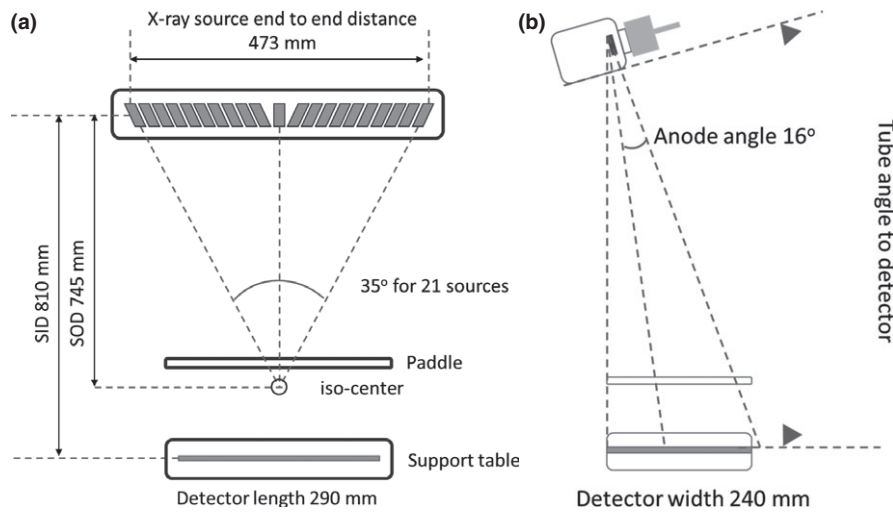 (a)
X-ray source end to end distance
473 mm
SID 810 mm
SOD 745 mm
35° for 21 sources
Paddle
iso-center
Support table
Detector length 290 mm
(b)
Anode angle 16°
Tube angle to detector
Detector width 240 mm